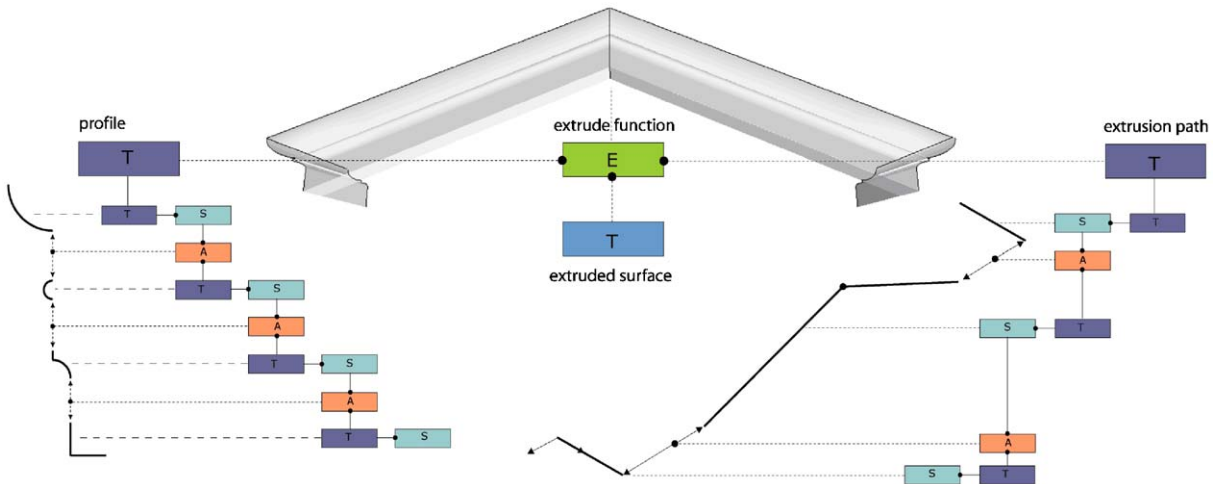 profile
extrude function
extrusion path
T
E
T
T
S
S
T
A
A
T
T
S
extruded surface
T
S
A
S
T
T
S
A
A
T
S
S
T